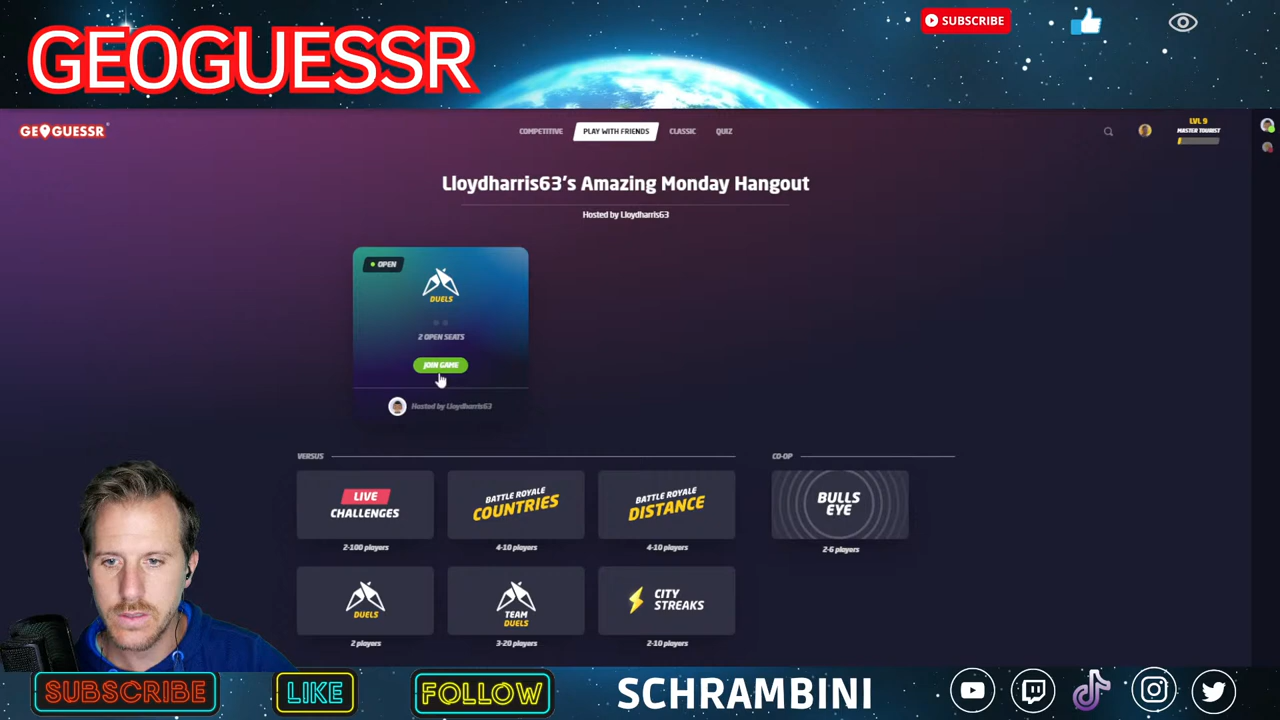 GEOGUESSR
SUBSCRIBE
GEOGUESSR
COMPETITIVE
PLAY WITH FRIENDS
CLASSIC
QUIZ
LVL 9
MASTER TOURIST
Lloydharris63's Amazing Monday Hangout
Hosted by Lloydharris63
OPEN
DUELS
2 OPEN SEATS
JOIN GAME
Hosted by Lloydharris63
VERSUS
CO-OP
LIVE
CHALLENGES
2-100 players
BATTLE ROYALE
COUNTRIES
4-10 players
BATTLE ROYALE
DISTANCE
4-10 players
BULLS
EYE
2-6 players
DUELS
2 players
TEAM
DUELS
3-20 players
CITY
STREAKS
2-10 players
SUBSCRIBE
LIKE
FOLLOW
SCHRAMBINI